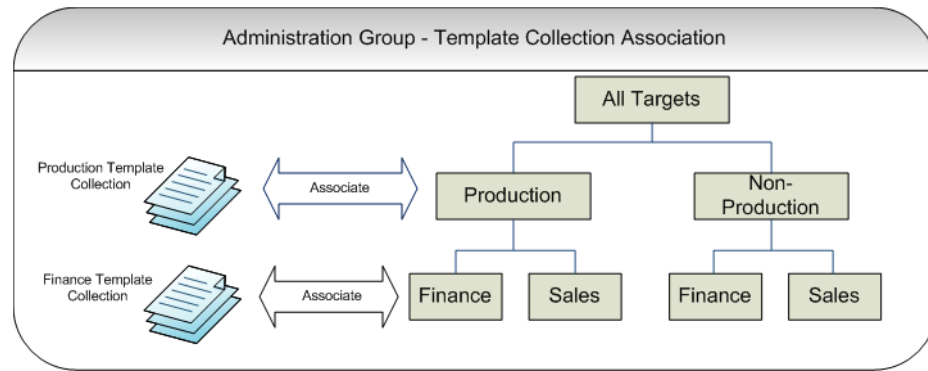 Administration Group - Template Collection Association
All Targets
Production Template
Collection
Associate
Production
Non-
Production
Finance Template
Collection
Associate
Finance
Sales
Finance
Sales